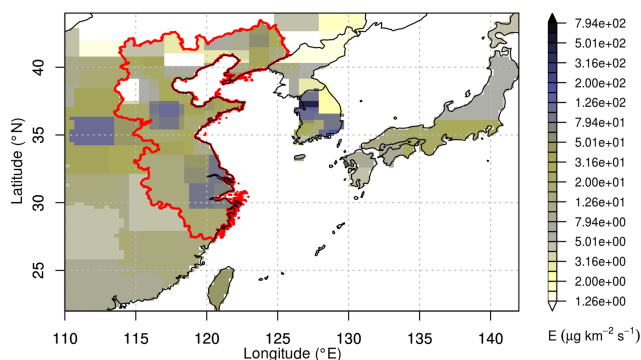 40
35
30
25
Latitude (°N)
110
115
120
125
130
135
140
Longitude (°E)
7.94e+02
5.01e+02
3.16e+02
2.00e+02
1.26e+02
7.94e+01
5.01e+01
3.16e+01
2.00e+01
1.26e+01
7.94e+00
5.01e+00
3.16e+00
2.00e+00
1.26e+00
E (μg km⁻² s⁻¹)